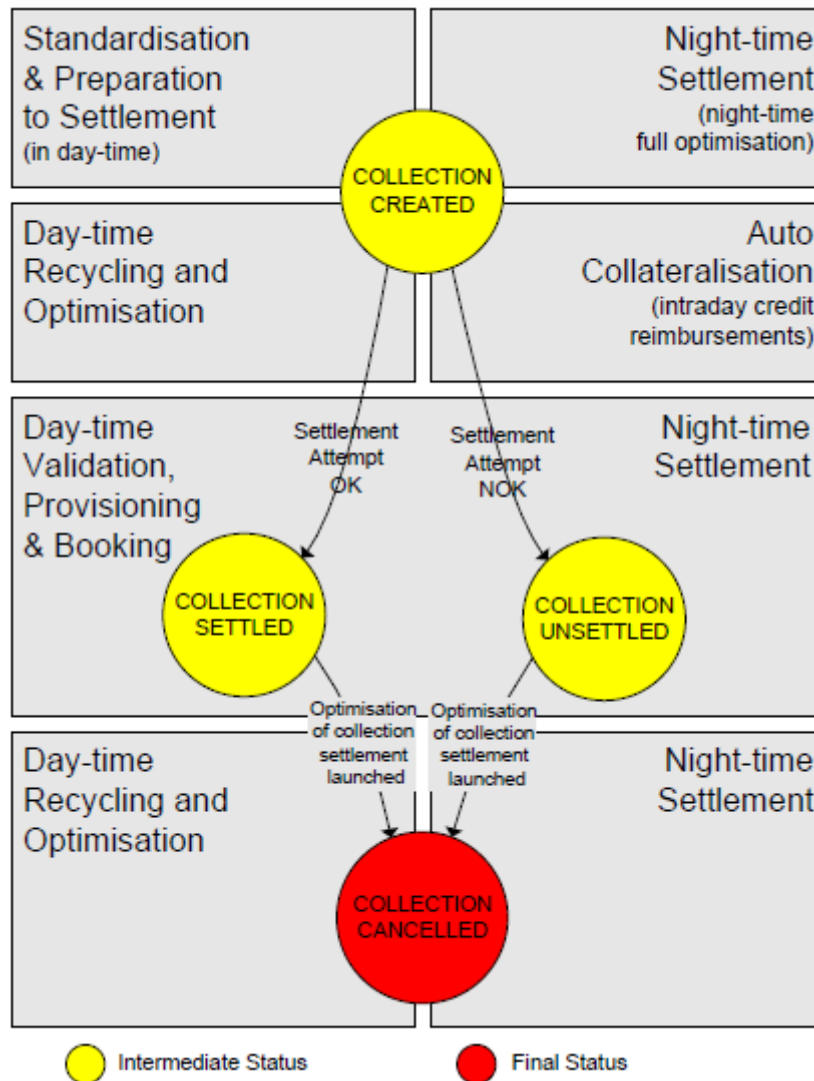 Standardisation
& Preparation
to Settlement
(in day-time)
Night-time
Settlement
(night-time
full optimisation)
COLLECTION
CREATED
Day-time
Recycling and
Optimisation
Auto
Collateralisation
(intraday credit
reimbursements)
Day-time
Validation,
Provisioning
& Booking
Settlement
Attempt
OK
Settlement
Attempt
NOK
Night-time
Settlement
COLLECTION
SETTLED
COLLECTION
UNSETTLED
Optimisation
of collection
settlement
launched
Optimisation
of collection
settlement
launched
Day-time
Recycling and
Optimisation
Night-time
Settlement
COLLECTION
CANCELLED
Intermediate Status
Final Status